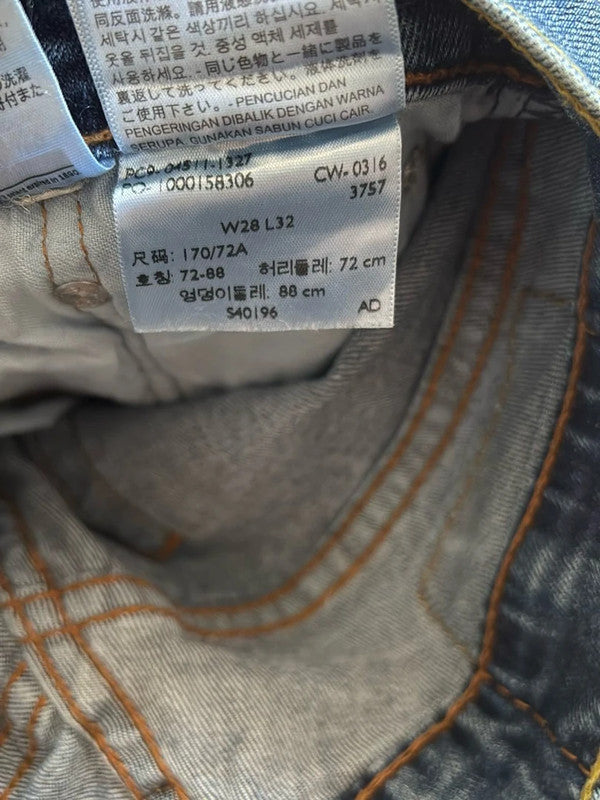 同反面洗滌。請用液態
세탁시 같은 색상끼리 하십시오. 세탁시
옷을 뒤집을 것. 중성 액체 세제를
사용하세요. - 同じ色物と一緒に製品を
裏返して洗ってください。液体洗剤を
ご使用下さい。 - PENCUCIAN DAN
PENGERINGAN DIBALIK DENGAN WARNA
SERUPA. GUNAKAN SABUN CUCI CAIR.
PC9- 04511-1327
PO- 1000158306
CW- 0316
3757
W28 L32
尺码: 170/72A
호칭: 72-88 허리둘레: 72 cm
엉덩이둘레: 88 cm
S40196
AD